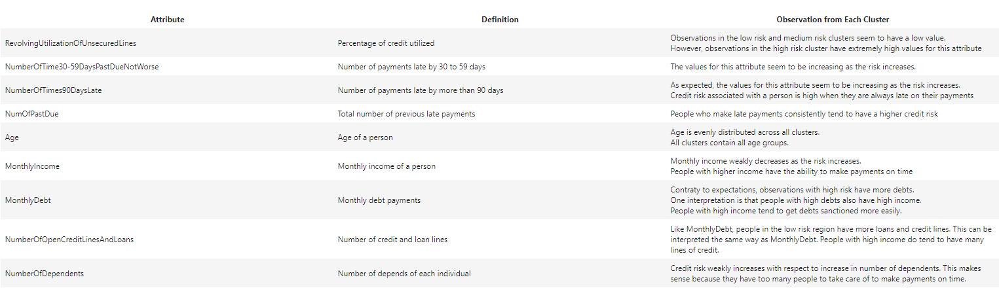 Attribute Definition Observation from Each Cluster
RevolvingUtilizationOfUnsecuredLines Percentage of credit utilized Observations in the low risk and medium risk clusters seem to have a low value.
However, observations in the high risk cluster have extremely high values for this attribute
NumberOfTime30-59DaysPastDueNotWorse Number of payments late by 30 to 59 days The values for this attribute seem to be increasing as the risk increases.
NumberOfTimes90DaysLate Number of payments late by more than 90 days As expected, the values for this attribute seem to be increasing as the risk increases.
Credit risk associated with a person is high when they are always late on their payments
NumOfPastDue Total number of previous late payments People who make late payments consistently tend to have a higher credit risk
Age Age of a person Age is evenly distributed across all clusters.
All clusters contain all age groups.
MonthlyIncome Monthly income of a person Monthly income weakly decreases as the risk increases.
People with higher income have the ability to make payments on time
MonthlyDebt Monthly debt payments Contraty to expectations, observations with high risk have more debts.
One interpretation is that people with high debts also have high income.
People with high income tend to get debts sanctioned more easily.
NumberOfOpenCreditLinesAndLoans Number of credit and loan lines Like MonthlyDebt, people in the low risk region have more loans and credit lines. This can be
interpreted the same way as MonthlyDebt. People with high income do tend to have many
lines of credit.
NumberOfDependents Number of depends of each individual Credit risk weakly increases with respect to increase in number of dependents. This makes
sense because they have too many people to take care of to make payments on time.